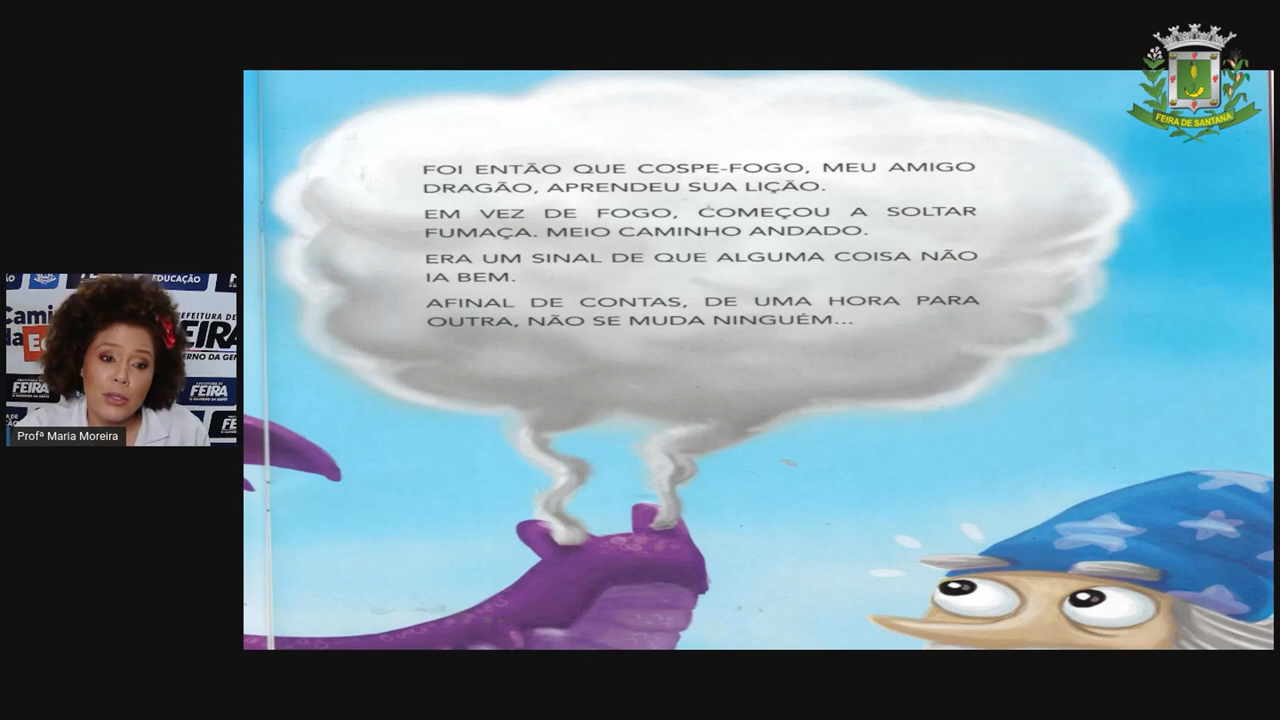 FEIRA DE SANTANA
FOI ENTÃO QUE COSPE-FOGO, MEU AMIGO
DRAGÃO, APRENDEU SUA LIÇÃO.
EM VEZ DE FOGO, COMEÇOU A SOLTAR
FUMAÇA. MEIO CAMINHO ANDADO.
ERA UM SINAL DE QUE ALGUMA COISA NÃO
IA BEM.
AFINAL DE CONTAS, DE UMA HORA PARA
OUTRA, NÃO SE MUDA NINGUÉM...
EDUCAÇÃO
FEIRA
FEIRA
Profª Maria Moreira